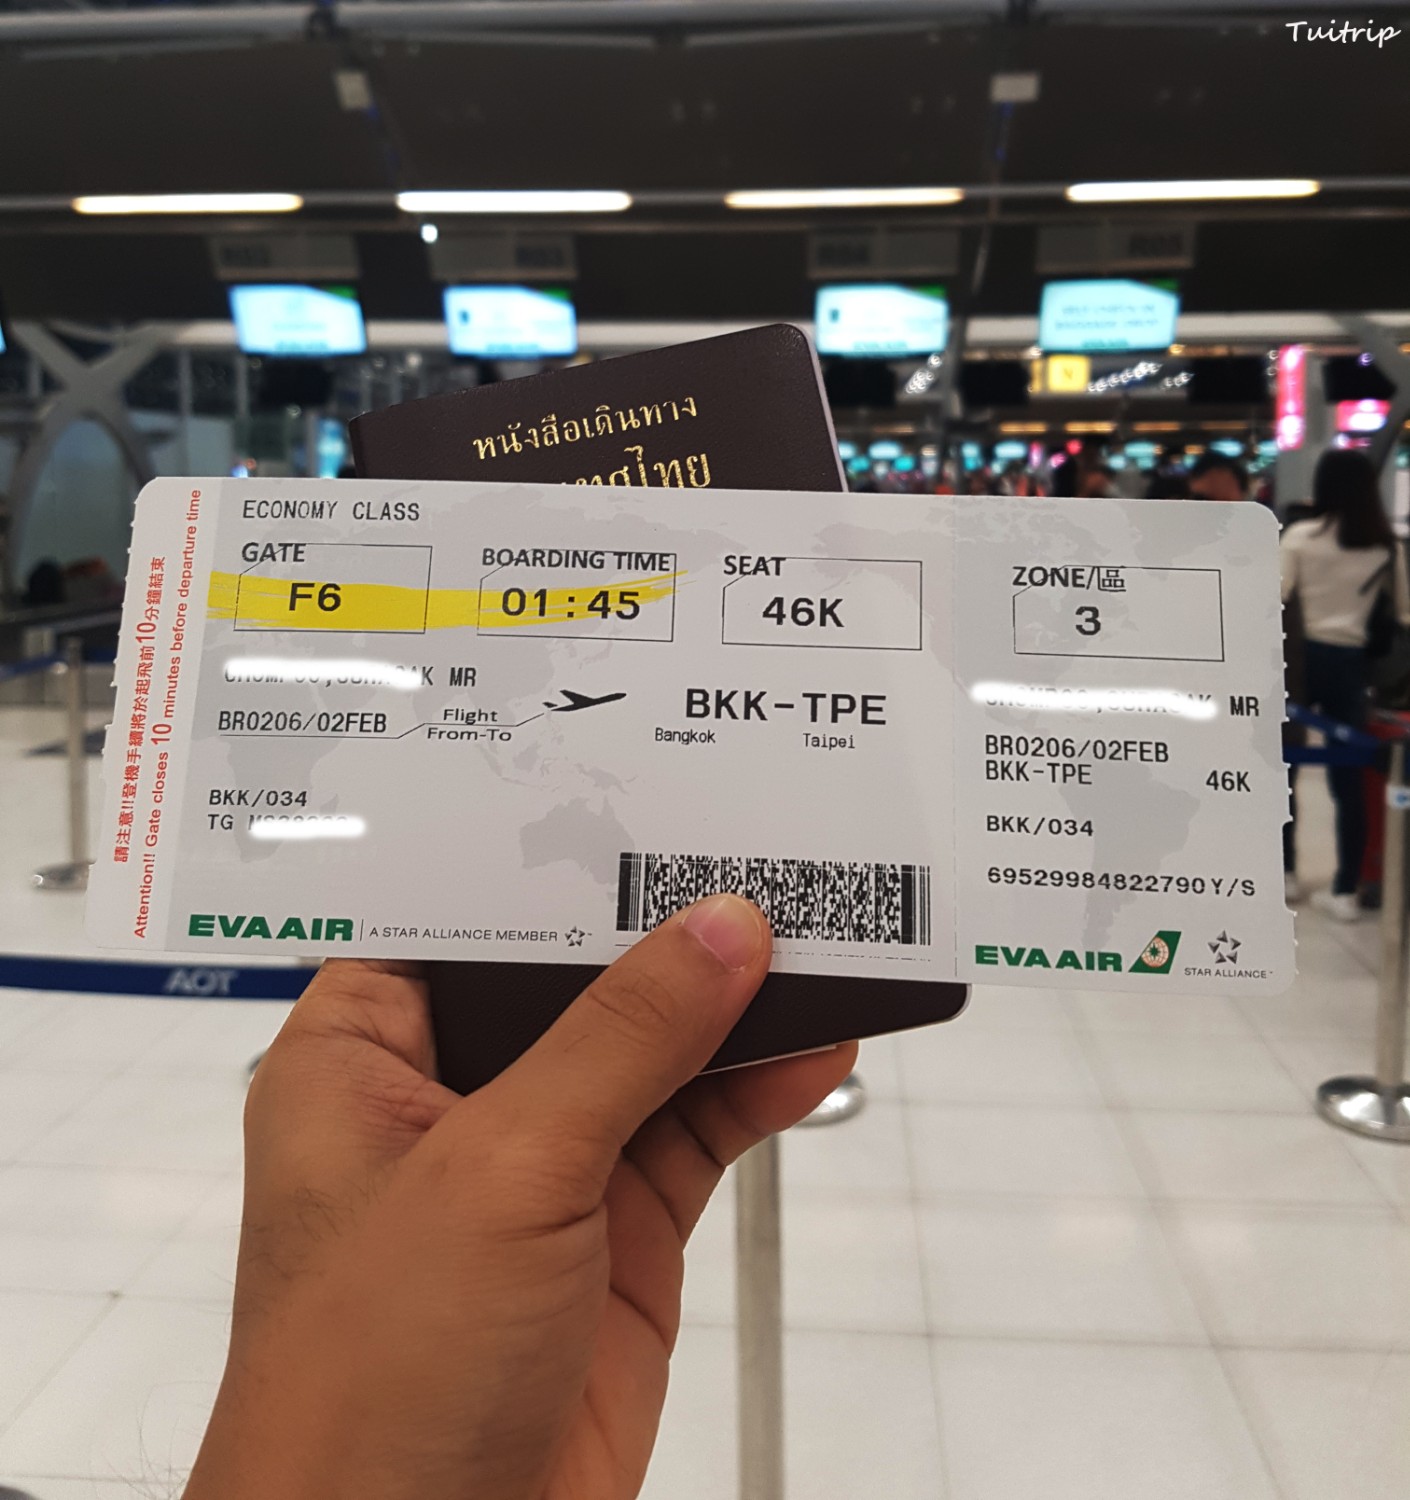 Tuitrip
หนังสือเดินทาง
ไทย
ECONOMY CLASS
GATE
F6
BOARDING TIME
01:45
SEAT
46K
ZONE/區
3
MR
BR0206/02FEB
Flight
From-To
BKK-TPE
Bangkok
Taipei
BKK/034
TG
EVA AIR
A STAR ALLIANCE MEMBER
請注意!!登機手續將於起飛前10分鐘結束
Attention!! Gate closes 10 minutes before departure time
MR
BR0206/02FEB
BKK-TPE
46K
BKK/034
69529984822790Y/S
EVA AIR
STAR ALLIANCE
AOT
N